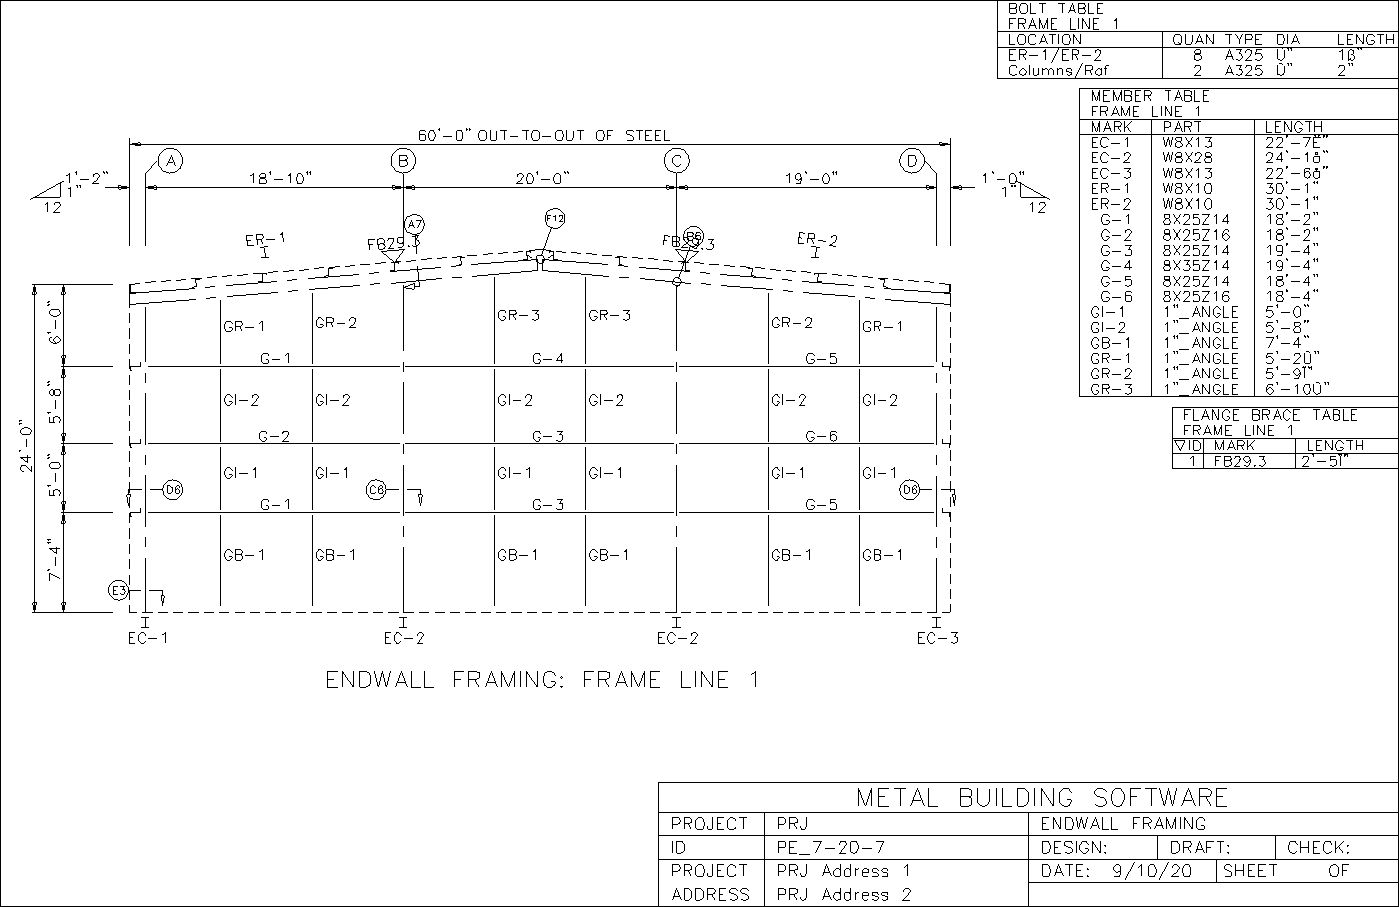 BOLT TABLE
FRAME LINE 1
LOCATION QUAN TYPE DIA LENGTH
ER-1/ER-2 8 A325 Ü" 1ß"
Columns/Raf 2 A325 Ü" 2"
MEMBER TABLE
FRAME LINE 1
MARK PART LENGTH
EC-1 W8X13 22'-7Ë"
EC-2 W8X28 24'-1
EC-3 W8X13 22'-6
ER-1 W8X10 30'-1"
ER-2 W8X10 30'-1"
G-1 8X25Z14 18'-2"
G-2 8X25Z16 18'-2"
G-3 8X25Z14 19'-4"
G-4 8X35Z14 19'-4"
G-5 8X25Z14 18'-4"
G-6 8X25Z16 18'-4"
GI-1 1"_ANGLE 5'-0"
GI-2 1"_ANGLE 5'-8"
GB-1 1"_ANGLE 7'-4"
GR-1 1"_ANGLE 5'-2Ü"
GR-2 1"_ANGLE 5'-9Ï"
GR-3 1"_ANGLE 6'-10Ü"
FLANGE BRACE TABLE
FRAME LINE 1
▽ID MARK LENGTH
1 FB29.3 2'-5Ï"
60'-0" OUT-TO-OUT OF STEEL
A B C D
1'-2" 18'-10" 20'-0" 19'-0" 1'-0"
1" 12
1" 12
A7 F12 B6
ER-1 FB29.3 FB29.3 ER-2
6'-0"
5'-8"
5'-0"
7'-4"
24'-0"
GR-1 GR-2 GR-3 GR-3 GR-2 GR-1
G-1 G-4 G-5
GI-2 GI-2 GI-2 GI-2 GI-2 GI-2
G-2 G-3 G-6
GI-1 GI-1 GI-1 GI-1 GI-1 GI-1
D6 C6 D6
G-1 G-3 G-5
GB-1 GB-1 GB-1 GB-1 GB-1 GB-1
E3
EC-1 EC-2 EC-2 EC-3
ENDWALL FRAMING: FRAME LINE 1
METAL BUILDING SOFTWARE
PROJECT PRJ ENDWALL FRAMING
ID PE_7-20-7 DESIGN: DRAFT: CHECK:
PROJECT PRJ Address 1 DATE: 9/10/20 SHEET OF
ADDRESS PRJ Address 2